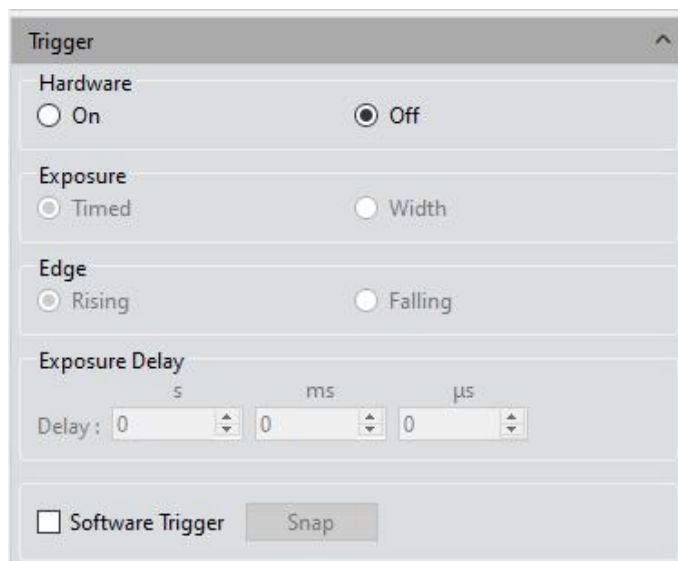 Trigger
Hardware
On Off
Exposure
Timed Width
Edge
Rising Falling
Exposure Delay
s ms µs
Delay : 0 0 0
Software Trigger Snap